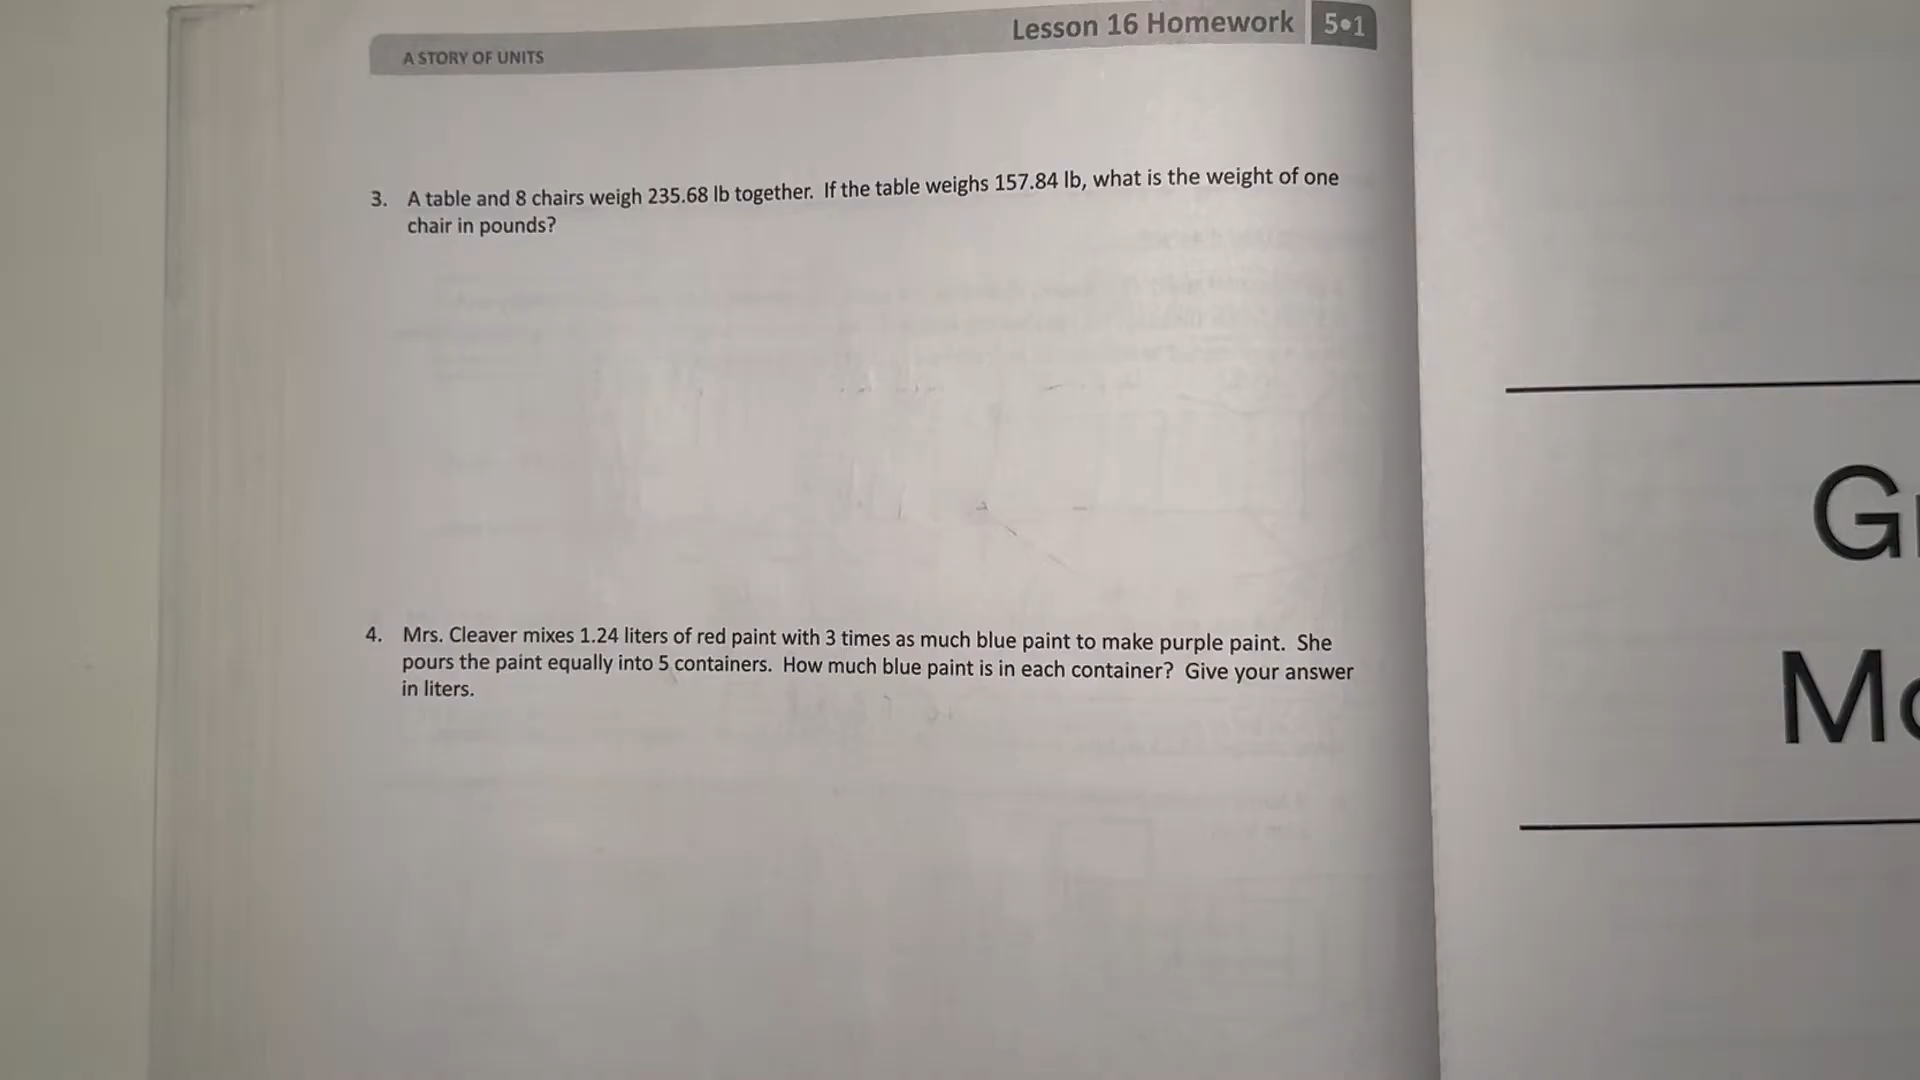 A STORY OF UNITS
Lesson 16 Homework 5•1
3. A table and 8 chairs weigh 235.68 lb together. If the table weighs 157.84 lb, what is the weight of one
chair in pounds?
4. Mrs. Cleaver mixes 1.24 liters of red paint with 3 times as much blue paint to make purple paint. She
pours the paint equally into 5 containers. How much blue paint is in each container? Give your answer
in liters.